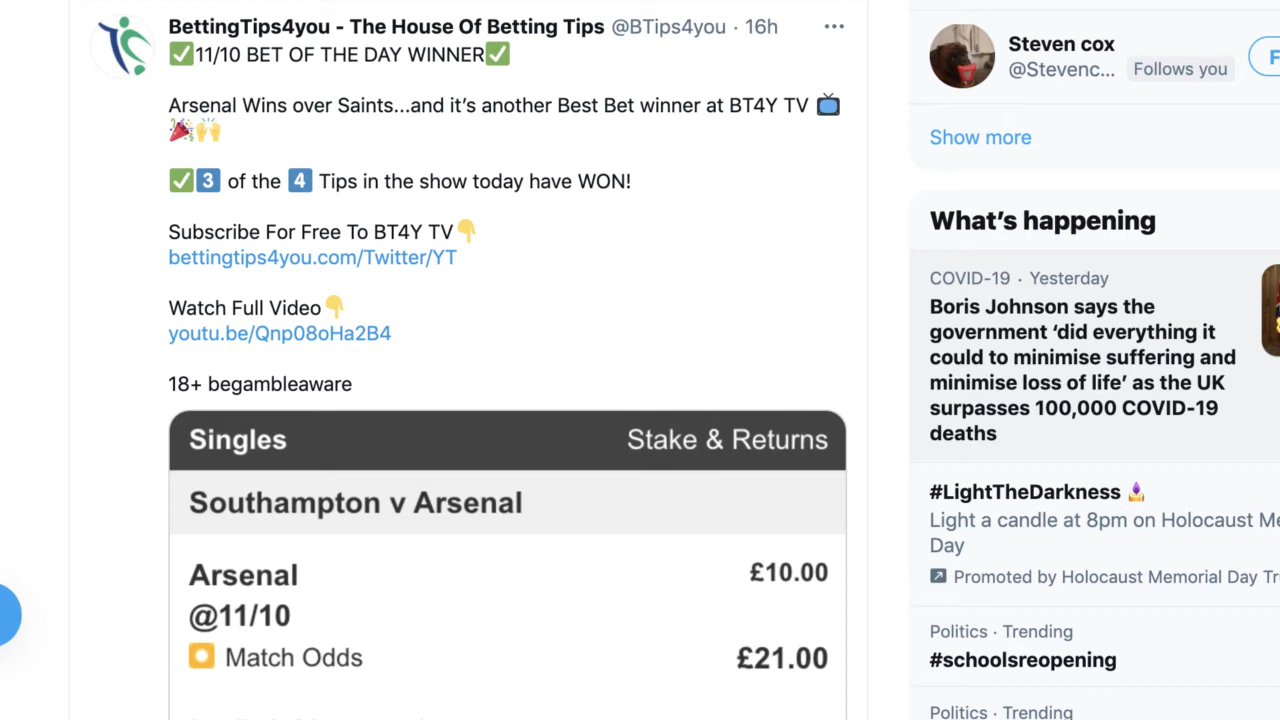 BettingTips4you - The House Of Betting Tips @BTips4you · 16h
✅11/10 BET OF THE DAY WINNER✅
Arsenal Wins over Saints...and it's another Best Bet winner at BT4Y TV 📺
🎉🙌
✅3️⃣ of the 4️⃣ Tips in the show today have WON!
Subscribe For Free To BT4Y TV👇
bettingtips4you.com/Twitter/YT
Watch Full Video👇
youtu.be/Qnp08oHa2B4
18+ begambleaware
Singles Stake & Returns
Southampton v Arsenal
Arsenal £10.00
@11/10
Match Odds £21.00
Steven cox
@Stevenc... Follows you
Show more
What's happening
COVID-19 · Yesterday
Boris Johnson says the
government 'did everything it
could to minimise suffering and
minimise loss of life' as the UK
surpasses 100,000 COVID-19
deaths
#LightTheDarkness
Light a candle at 8pm on Holocaust Me
Day
Promoted by Holocaust Memorial Day Tr
Politics · Trending
#schoolsreopening
Politics · Trending